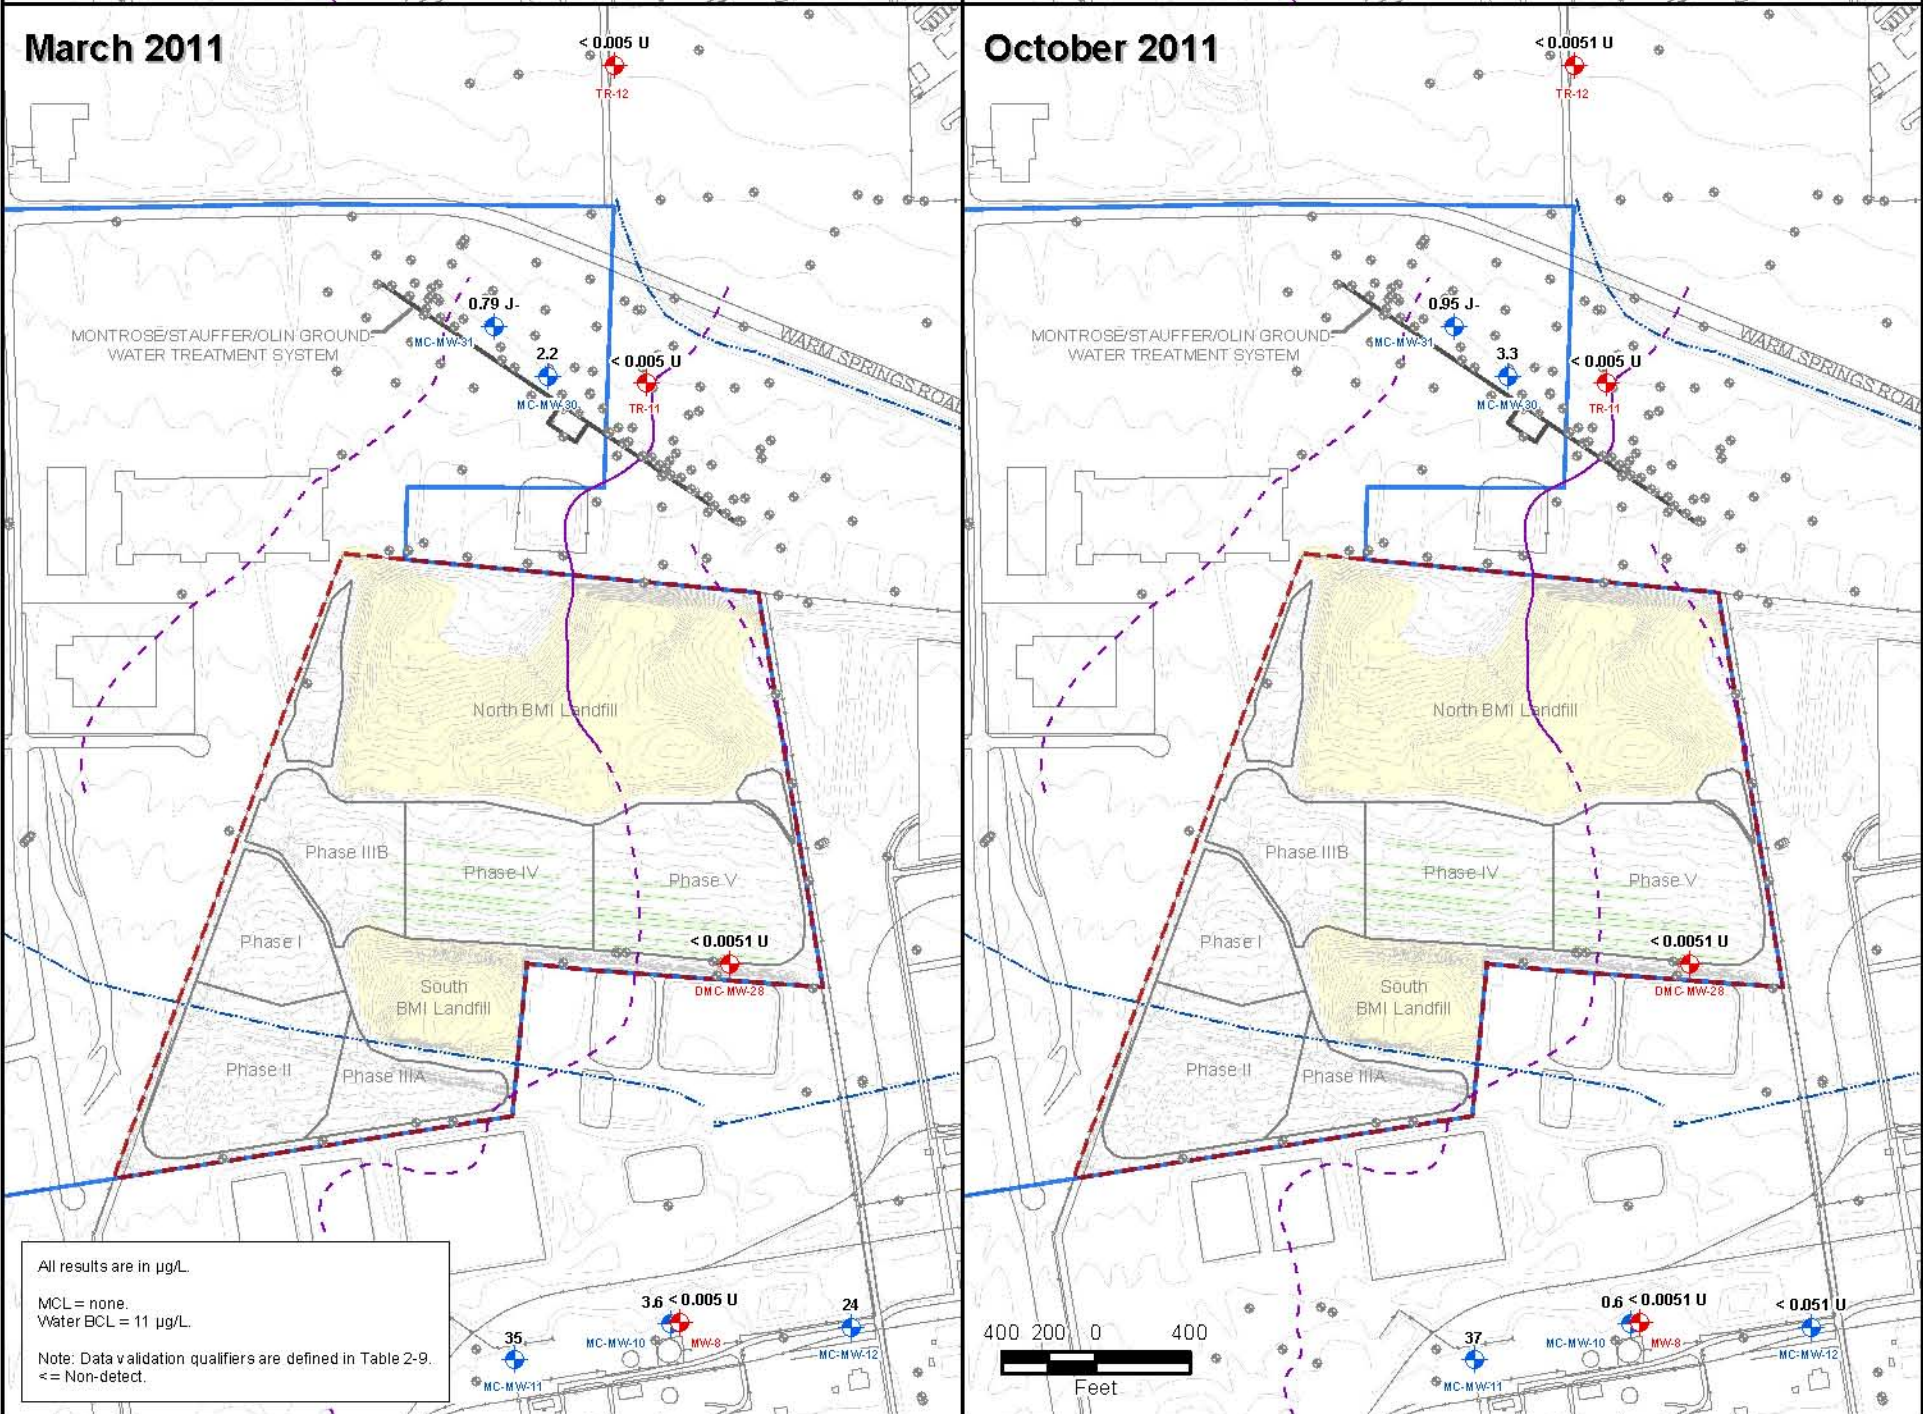 March 2011
< 0.005 U
TR-12
0.79 J-
MONTROSE/STAUFFER/OLIN GROUND-
WATER TREATMENT SYSTEM
MC-MW-31
2.2
MC-MW-30
< 0.005 U
TR-11
WARM SPRINGS ROAD
North BMI Landfill
Phase IIIB
Phase IV
Phase V
Phase I
< 0.0051 U
DMC-MW-28
South
BMI Landfill
Phase II
Phase IIIA
All results are in µg/L.
MCL = none.
Water BCL = 11 µg/L.
Note: Data validation qualifiers are defined in Table 2-9.
< = Non-detect.
35
MC-MW-11
3.6 < 0.005 U
MC-MW-10
MW-8
24
MC-MW-12
October 2011
< 0.0051 U
TR-12
0.95 J-
MONTROSE/STAUFFER/OLIN GROUND-
WATER TREATMENT SYSTEM
MC-MW-31
3.3
MC-MW-30
< 0.005 U
TR-11
WARM SPRINGS ROAD
North BMI Landfill
Phase IIIB
Phase IV
Phase V
Phase I
< 0.0051 U
DMC-MW-28
South
BMI Landfill
Phase II
Phase IIIA
400 200 0 400
Feet
37
MC-MW-11
0.6 < 0.0051 U
MC-MW-10
MW-8
< 0.051 U
MC-MW-12